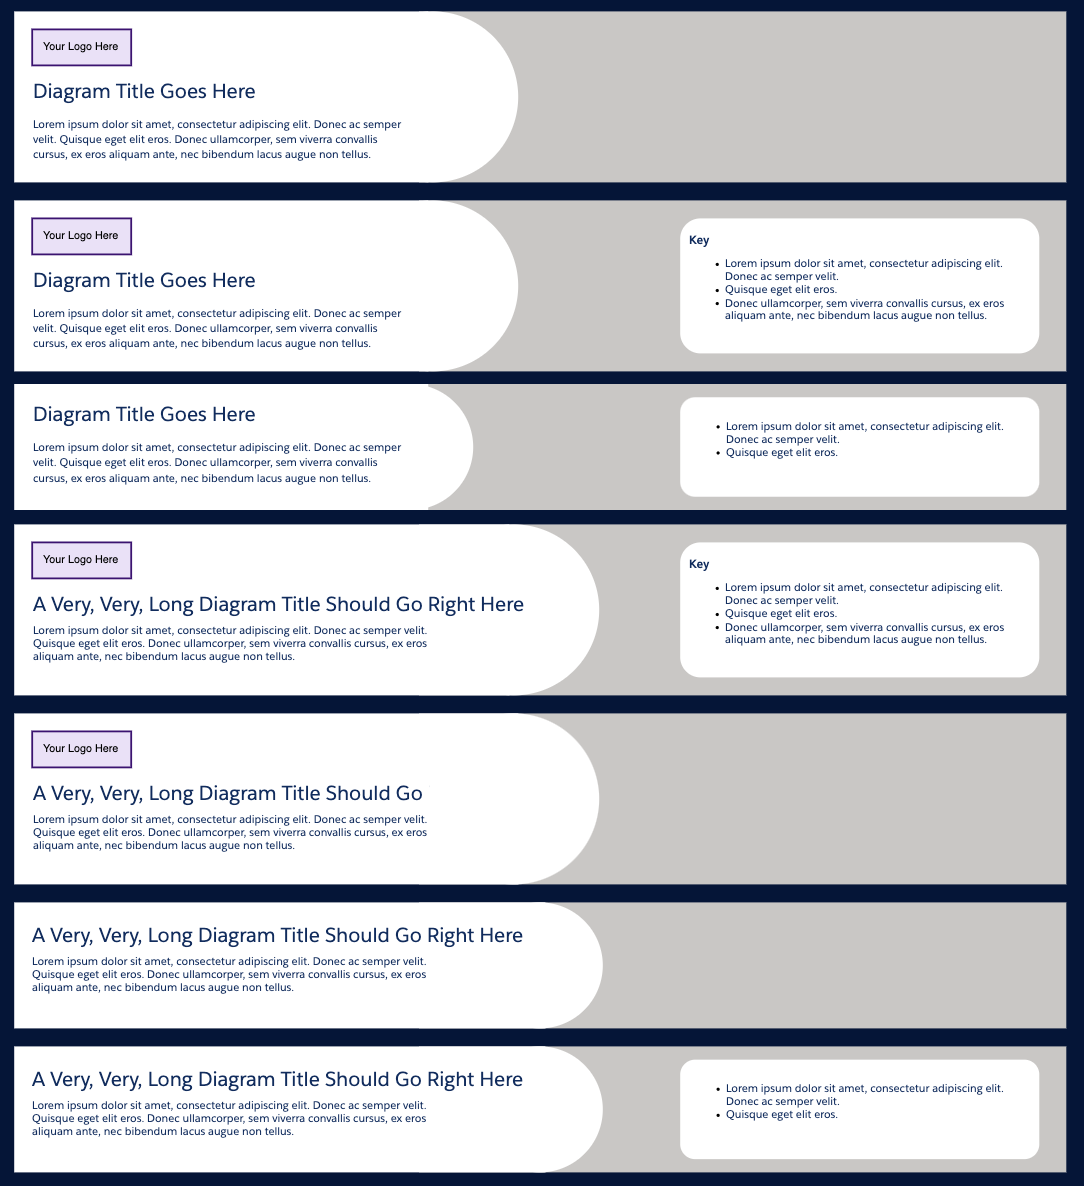 Your Logo Here
Diagram Title Goes Here
Lorem ipsum dolor sit amet, consectetur adipiscing elit. Donec ac semper
velit. Quisque eget elit eros. Donec ullamcorper, sem viverra convallis
cursus, ex eros aliquam ante, nec bibendum lacus augue non tellus.
Your Logo Here
Diagram Title Goes Here
Lorem ipsum dolor sit amet, consectetur adipiscing elit. Donec ac semper
velit. Quisque eget elit eros. Donec ullamcorper, sem viverra convallis
cursus, ex eros aliquam ante, nec bibendum lacus augue non tellus.
Key
• Lorem ipsum dolor sit amet, consectetur adipiscing elit.
Donec ac semper velit.
• Quisque eget elit eros.
• Donec ullamcorper, sem viverra convallis cursus, ex eros
aliquam ante, nec bibendum lacus augue non tellus.
Diagram Title Goes Here
Lorem ipsum dolor sit amet, consectetur adipiscing elit. Donec ac semper
velit. Quisque eget elit eros. Donec ullamcorper, sem viverra convallis
cursus, ex eros aliquam ante, nec bibendum lacus augue non tellus.
• Lorem ipsum dolor sit amet, consectetur adipiscing elit.
Donec ac semper velit.
• Quisque eget elit eros.
Your Logo Here
A Very, Very, Long Diagram Title Should Go Right Here
Lorem ipsum dolor sit amet, consectetur adipiscing elit. Donec ac semper velit.
Quisque eget elit eros. Donec ullamcorper, sem viverra convallis cursus, ex eros
aliquam ante, nec bibendum lacus augue non tellus.
Key
• Lorem ipsum dolor sit amet, consectetur adipiscing elit.
Donec ac semper velit.
• Quisque eget elit eros.
• Donec ullamcorper, sem viverra convallis cursus, ex eros
aliquam ante, nec bibendum lacus augue non tellus.
Your Logo Here
A Very, Very, Long Diagram Title Should Go
Lorem ipsum dolor sit amet, consectetur adipiscing elit. Donec ac semper velit.
Quisque eget elit eros. Donec ullamcorper, sem viverra convallis cursus, ex eros
aliquam ante, nec bibendum lacus augue non tellus.
A Very, Very, Long Diagram Title Should Go Right Here
Lorem ipsum dolor sit amet, consectetur adipiscing elit. Donec ac semper velit.
Quisque eget elit eros. Donec ullamcorper, sem viverra convallis cursus, ex eros
aliquam ante, nec bibendum lacus augue non tellus.
A Very, Very, Long Diagram Title Should Go Right Here
Lorem ipsum dolor sit amet, consectetur adipiscing elit. Donec ac semper velit.
Quisque eget elit eros. Donec ullamcorper, sem viverra convallis cursus, ex eros
aliquam ante, nec bibendum lacus augue non tellus.
• Lorem ipsum dolor sit amet, consectetur adipiscing elit.
Donec ac semper velit.
• Quisque eget elit eros.